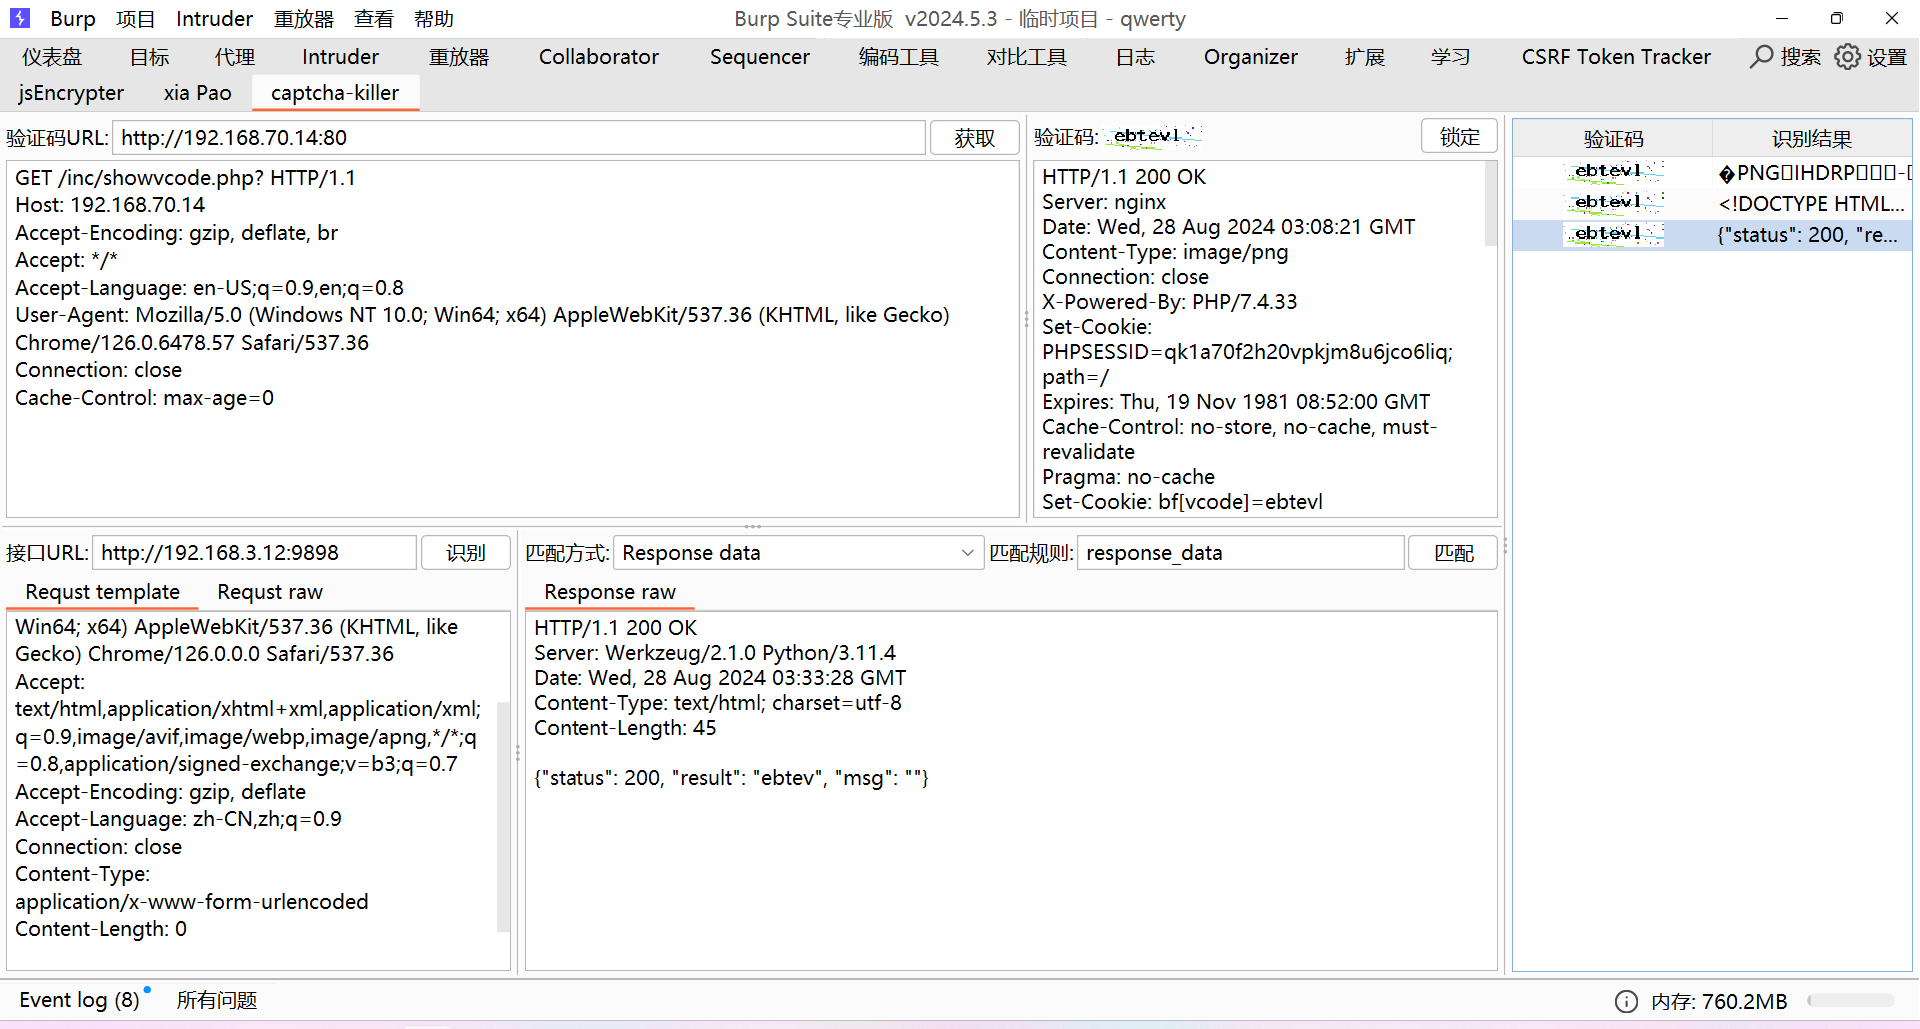 Burp 项目 Intruder 重放器 查看 帮助 Burp Suite专业版 v2024.5.3 - 临时项目 - qwerty
仪表盘 目标 代理 Intruder 重放器 Collaborator Sequencer 编码工具 对比工具 日志 Organizer 扩展 学习 CSRF Token Tracker 搜索 设置
jsEncrypter xia Pao captcha-killer
验证码URL: http://192.168.70.14:80 获取
GET /inc/showvcode.php? HTTP/1.1
Host: 192.168.70.14
Accept-Encoding: gzip, deflate, br
Accept: */*
Accept-Language: en-US;q=0.9,en;q=0.8
User-Agent: Mozilla/5.0 (Windows NT 10.0; Win64; x64) AppleWebKit/537.36 (KHTML, like Gecko)
Chrome/126.0.6478.57 Safari/537.36
Connection: close
Cache-Control: max-age=0
验证码: ebtevl 锁定
HTTP/1.1 200 OK
Server: nginx
Date: Wed, 28 Aug 2024 03:08:21 GMT
Content-Type: image/png
Connection: close
X-Powered-By: PHP/7.4.33
Set-Cookie:
PHPSESSID=qk1a70f2h20vpkjm8u6jco6liq;
path=/
Expires: Thu, 19 Nov 1981 08:52:00 GMT
Cache-Control: no-store, no-cache, must-
revalidate
Pragma: no-cache
Set-Cookie: bf[vcode]=ebtevl
验证码 识别结果
ebtevl �PNG▯IHDRP▯▯▯-▯
ebtevl <!DOCTYPE HTML...
ebtevl {"status": 200, "re...
接口URL: http://192.168.3.12:9898 识别
Requst template Requst raw
Win64; x64) AppleWebKit/537.36 (KHTML, like
Gecko) Chrome/126.0.0.0 Safari/537.36
Accept:
text/html,application/xhtml+xml,application/xml;
q=0.9,image/avif,image/webp,image/apng,*/*;q
=0.8,application/signed-exchange;v=b3;q=0.7
Accept-Encoding: gzip, deflate
Accept-Language: zh-CN,zh;q=0.9
Connection: close
Content-Type:
application/x-www-form-urlencoded
Content-Length: 0
匹配方式: Response data 匹配规则: response_data 匹配
Response raw
HTTP/1.1 200 OK
Server: Werkzeug/2.1.0 Python/3.11.4
Date: Wed, 28 Aug 2024 03:33:28 GMT
Content-Type: text/html; charset=utf-8
Content-Length: 45
{"status": 200, "result": "ebtev", "msg": ""}
Event log (8) 所有问题 内存: 760.2MB